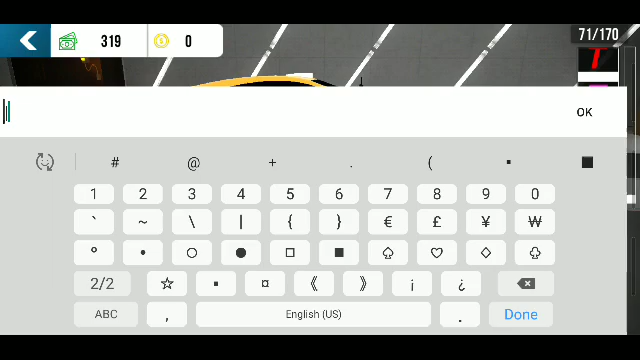 319
0
71/170
OK
# @ + . ( ▪ ■
1 2 3 4 5 6 7 8 9 0
` ~ \ | { } € £ ¥ ₩
° • ○ ● □ ■ ♤ ♡ ◇ ♧
2/2 ☆ ▪ ¤ 《 》 ¡ ¿
ABC , English (US) . Done